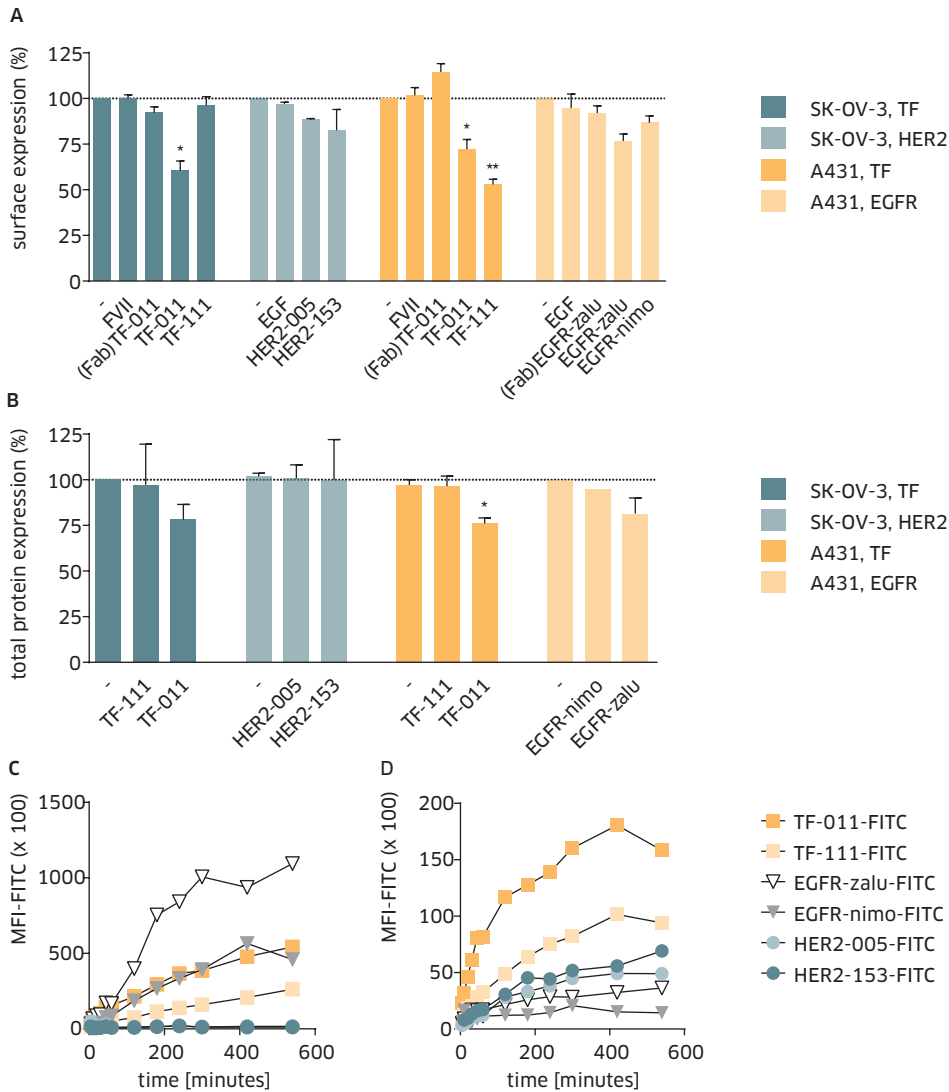 A
surface expression (%)
125
100
75
50
25
0
*
*
**
-
FVII
(Fab)TF-011
TF-011
TF-111
-
EGF
HER2-005
HER2-153
-
FVII
(Fab)TF-011
TF-011
TF-111
-
EGF
(Fab)EGFR-zalu
EGFR-zalu
EGFR-nimo
SK-OV-3, TF
SK-OV-3, HER2
A431, TF
A431, EGFR
B
total protein expression (%)
125
100
75
50
25
0
*
-
TF-111
TF-011
-
HER2-005
HER2-153
-
TF-111
TF-011
-
EGFR-nimo
EGFR-zalu
SK-OV-3, TF
SK-OV-3, HER2
A431, TF
A431, EGFR
C
MFI-FITC (x 100)
1500
1000
500
0
0
200
400
600
time [minutes]
D
MFI-FITC (x 100)
200
150
100
50
0
0
200
400
600
time [minutes]
TF-011-FITC
TF-111-FITC
EGFR-zalu-FITC
EGFR-nimo-FITC
HER2-005-FITC
HER2-153-FITC